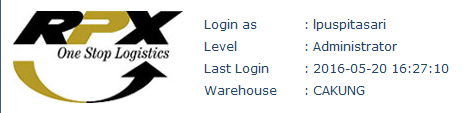 RPX
One Stop Logistics
Login as : lpuspitasari
Level : Administrator
Last Login : 2016-05-20 16:27:10
Warehouse : CAKUNG